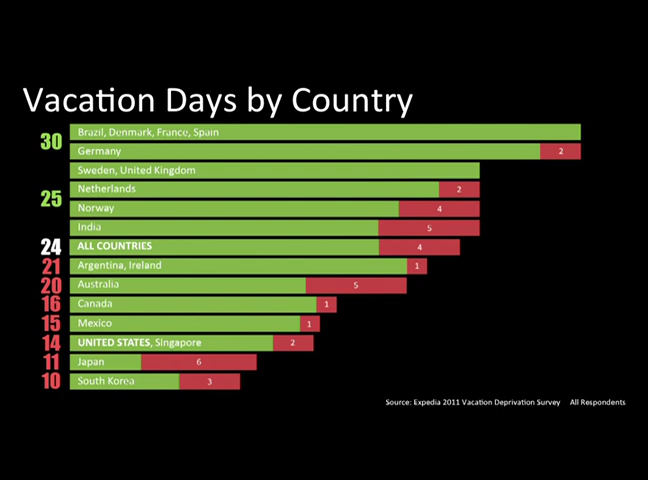 Vacation Days by Country
30
Brazil, Denmark, France, Spain
Germany 2
Sweden, United Kingdom
25
Netherlands 2
Norway 4
India 5
24 ALL COUNTRIES 4
21 Argentina, Ireland 1
20 Australia 5
16 Canada 1
15 Mexico 1
14 UNITED STATES, Singapore 2
11 Japan 6
10 South Korea 3
Source: Expedia 2011 Vacation Deprivation Survey All Respondents